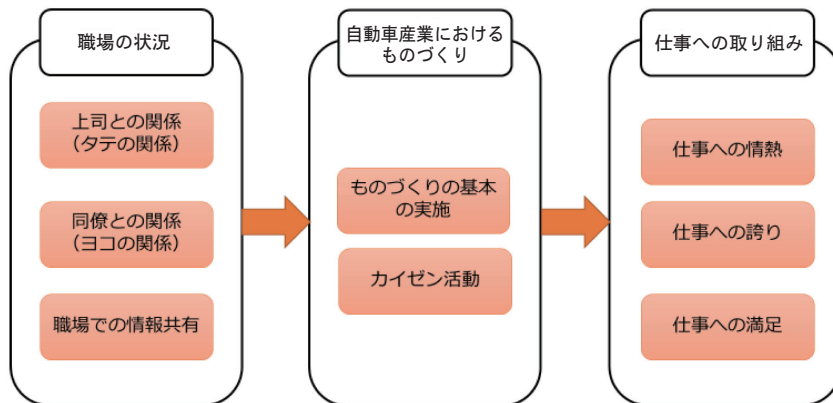 職場の状況
上司との関係
（タテの関係）
同僚との関係
（ヨコの関係）
職場での情報共有
自動車産業における
ものづくり
ものづくりの基本
の実施
カイゼン活動
仕事への取り組み
仕事への情熱
仕事への誇り
仕事への満足